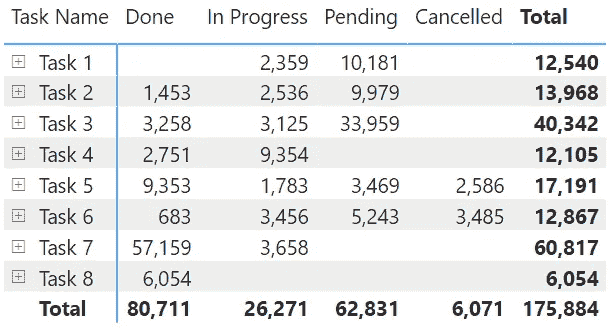 Task Name Done In Progress Pending Cancelled Total
Task 1 2,359 10,181 12,540
Task 2 1,453 2,536 9,979 13,968
Task 3 3,258 3,125 33,959 40,342
Task 4 2,751 9,354 12,105
Task 5 9,353 1,783 3,469 2,586 17,191
Task 6 683 3,456 5,243 3,485 12,867
Task 7 57,159 3,658 60,817
Task 8 6,054 6,054
Total 80,711 26,271 62,831 6,071 175,884